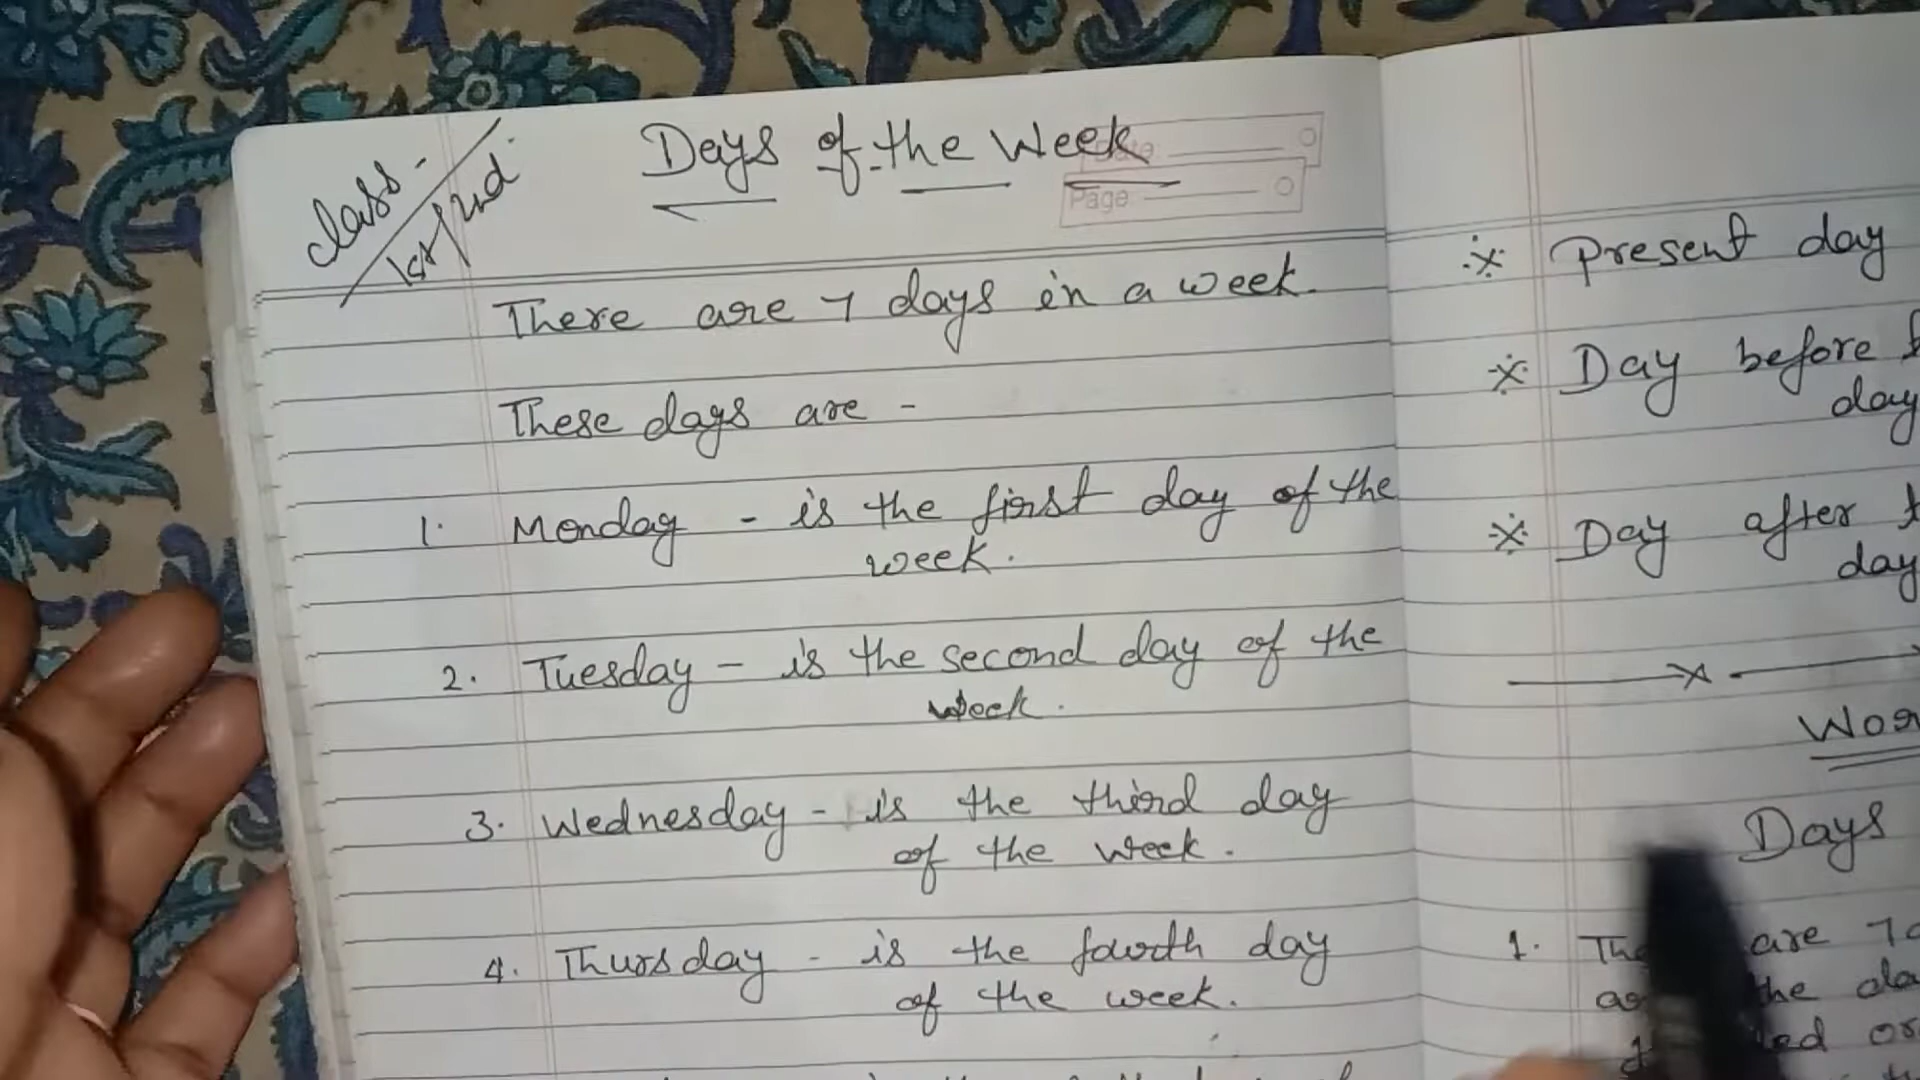 class-
1st/2nd.
Days of the Week
Date
Page
There are 7 days in a week.
These days are -
1. Monday - is the first day of the
week.
2. Tuesday - is the second day of the
week.
3. Wednesday - is the third day
of the week.
4. Thursday - is the fourth day
of the week.
Present day
Day before
day
Day after
day
Days
1. are 7
the